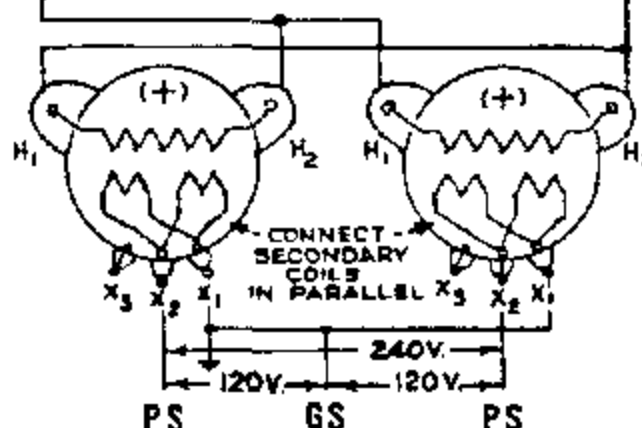 (+) (+)
H₁ H₂ H₁ H
CONNECT
SECONDARY
COILS
IN PARALLEL
X₃ X₂ X₁ X₃ X₂ X₁
240V.
120V. 120V.
PS GS PS